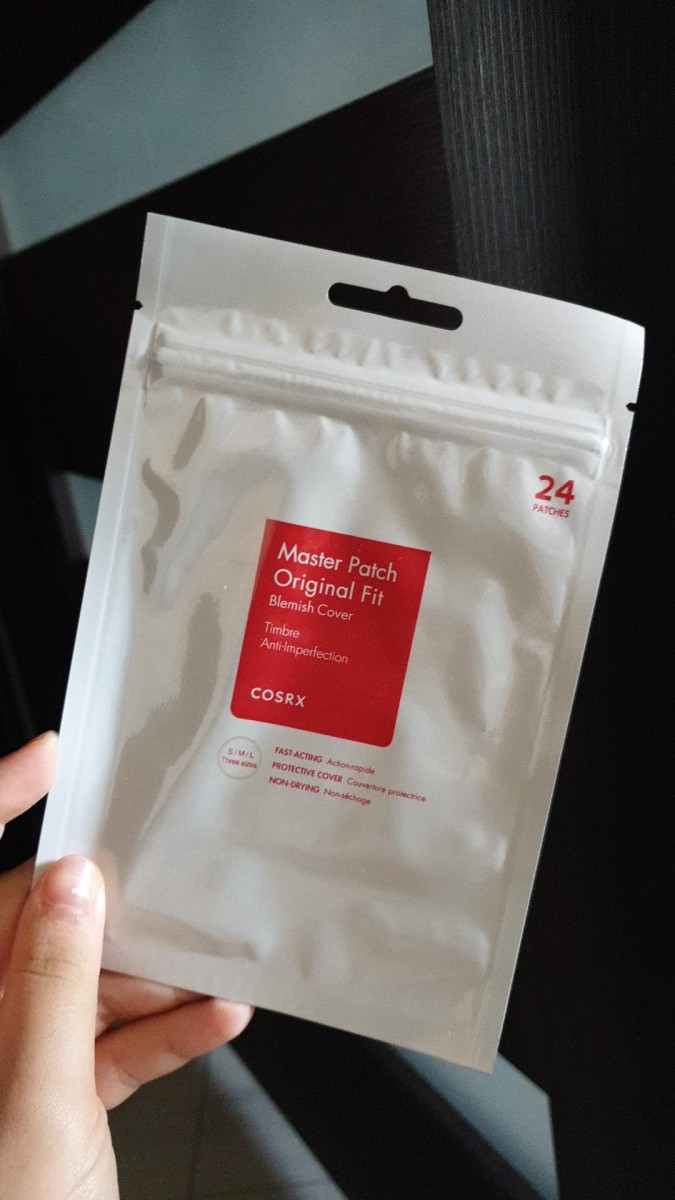 24
PATCHES
Master Patch
Original Fit
Blemish Cover
Timbre
Anti-Imperfection
COSRX
S/M/L
Three sizes
FAST-ACTING Action-rapide
PROTECTIVE COVER Couverture protectrice
NON-DRYING Non-séchage